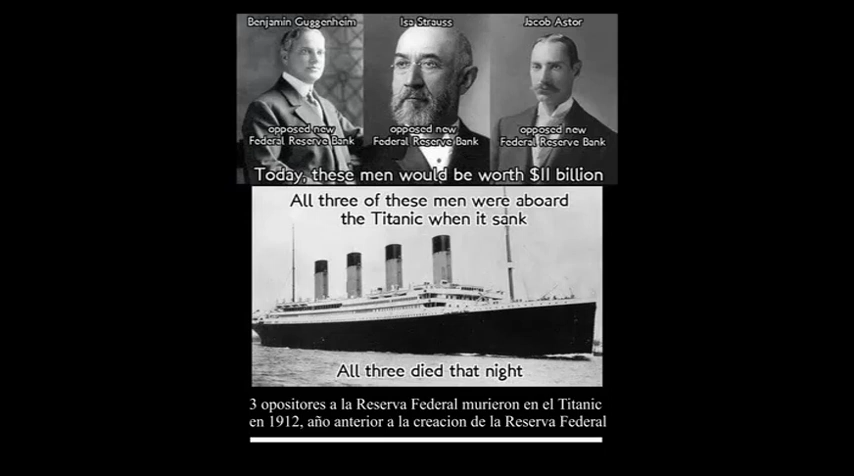 Benjamin Guggenheim Isa Strauss Jacob Astor
opposed new opposed new opposed new
Federal Reserve Bank Federal Reserve Bank Federal Reserve Bank
Today, these men would be worth $11 billion
All three of these men were aboard
the Titanic when it sank
All three died that night
3 opositores a la Reserva Federal murieron en el Titanic
en 1912, año anterior a la creacion de la Reserva Federal